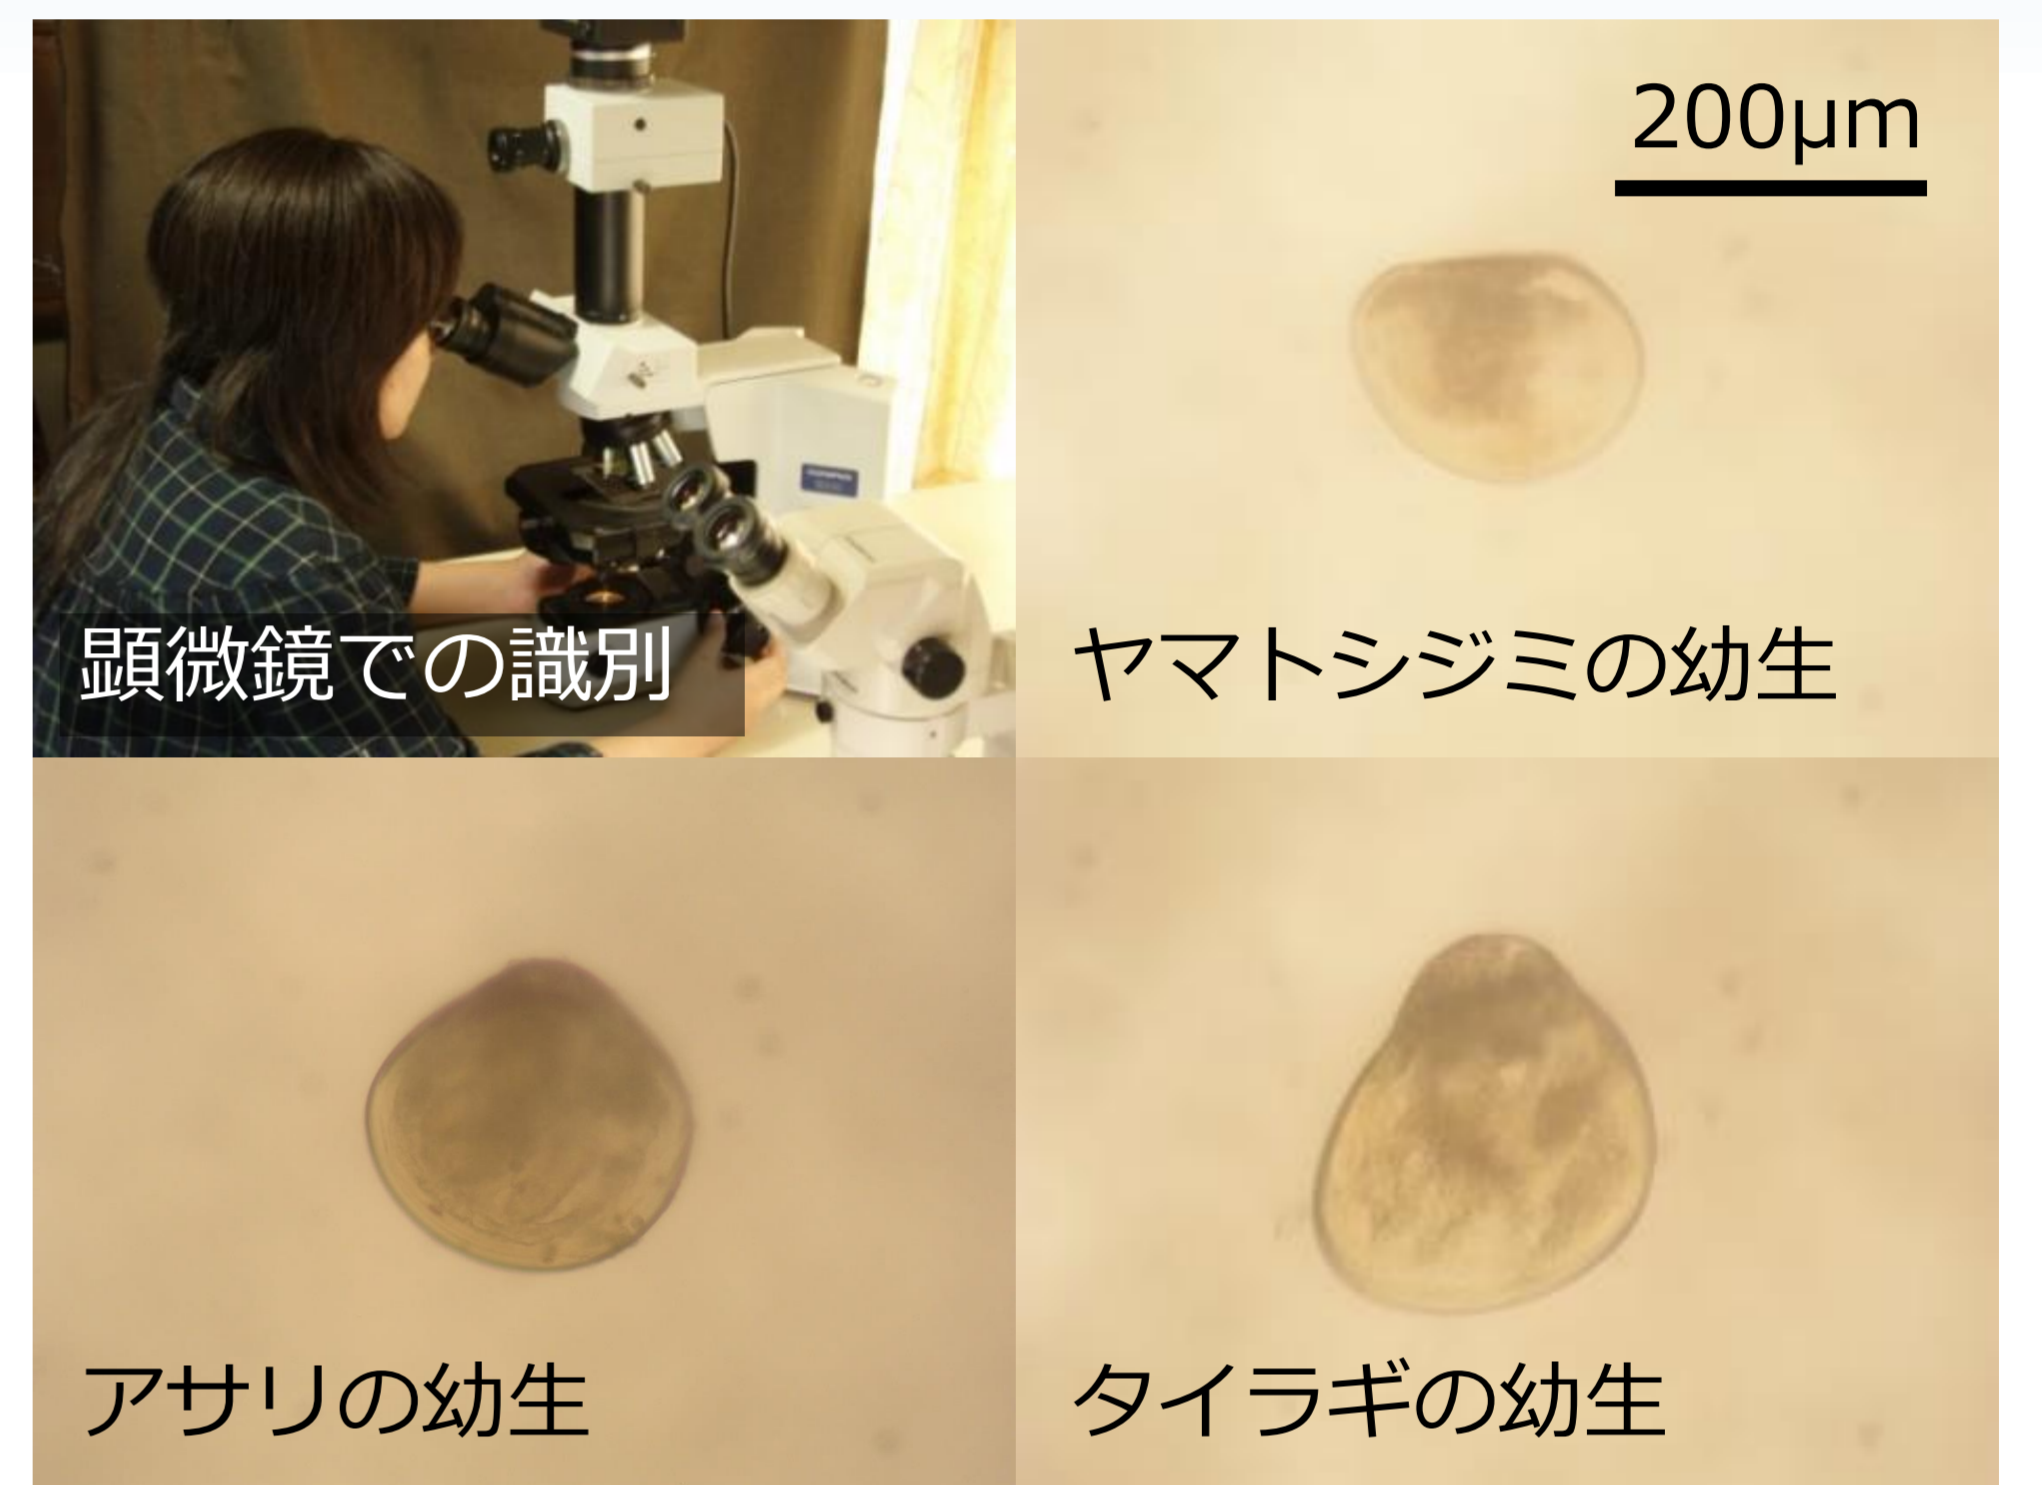 顕微鏡での識別
200μm
ヤマトシジミの幼生
アサリの幼生
タイラギの幼生